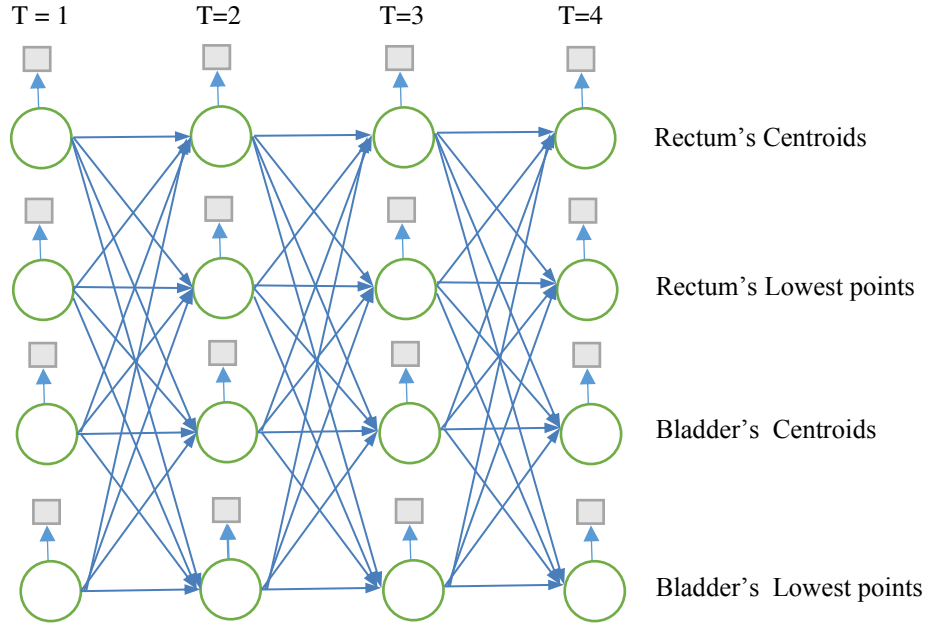 T = 1 T=2 T=3 T=4
Rectum's Centroids
Rectum's Lowest points
Bladder's Centroids
Bladder's Lowest points